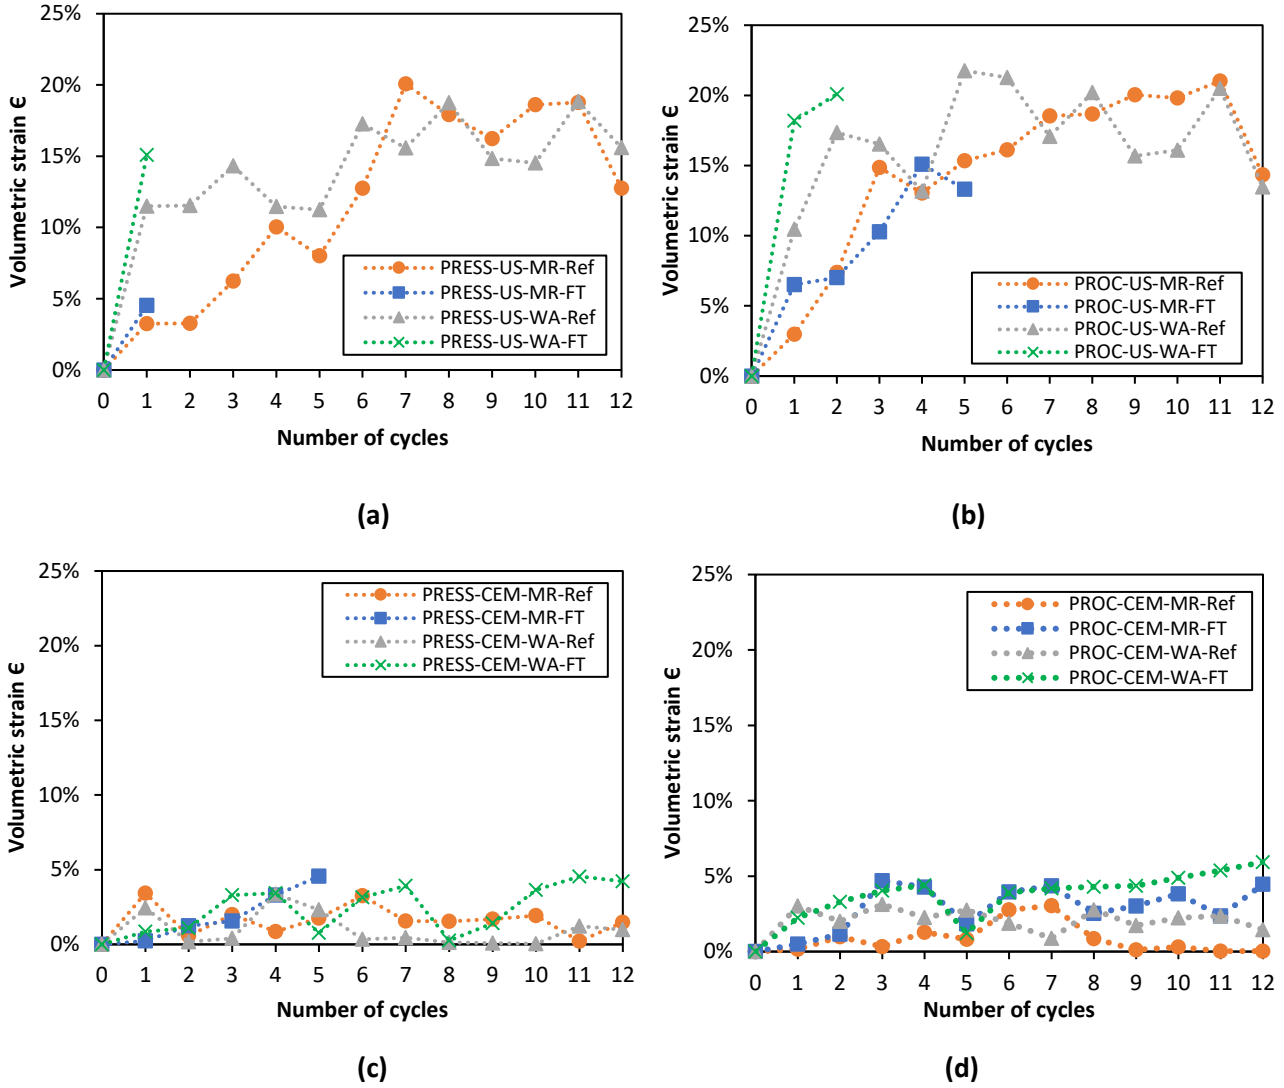 25%
20%
15%
10%
5%
0%
Volumetric strain Є
PRESS-US-MR-Ref
PRESS-US-MR-FT
PRESS-US-WA-Ref
PRESS-US-WA-FT
0 1 2 3 4 5 6 7 8 9 10 11 12
Number of cycles
(a)
25%
20%
15%
10%
5%
0%
Volumetric strain Є
PROC-US-MR-Ref
PROC-US-MR-FT
PROC-US-WA-Ref
PROC-US-WA-FT
0 1 2 3 4 5 6 7 8 9 10 11 12
Number of cycles
(b)
25%
20%
15%
10%
5%
0%
Volumetric strain Є
PRESS-CEM-MR-Ref
PRESS-CEM-MR-FT
PRESS-CEM-WA-Ref
PRESS-CEM-WA-FT
0 1 2 3 4 5 6 7 8 9 10 11 12
Number of cycles
(c)
25%
20%
15%
10%
5%
0%
Volumetric strain Є
PROC-CEM-MR-Ref
PROC-CEM-MR-FT
PROC-CEM-WA-Ref
PROC-CEM-WA-FT
0 1 2 3 4 5 6 7 8 9 10 11 12
Number of cycles
(d)